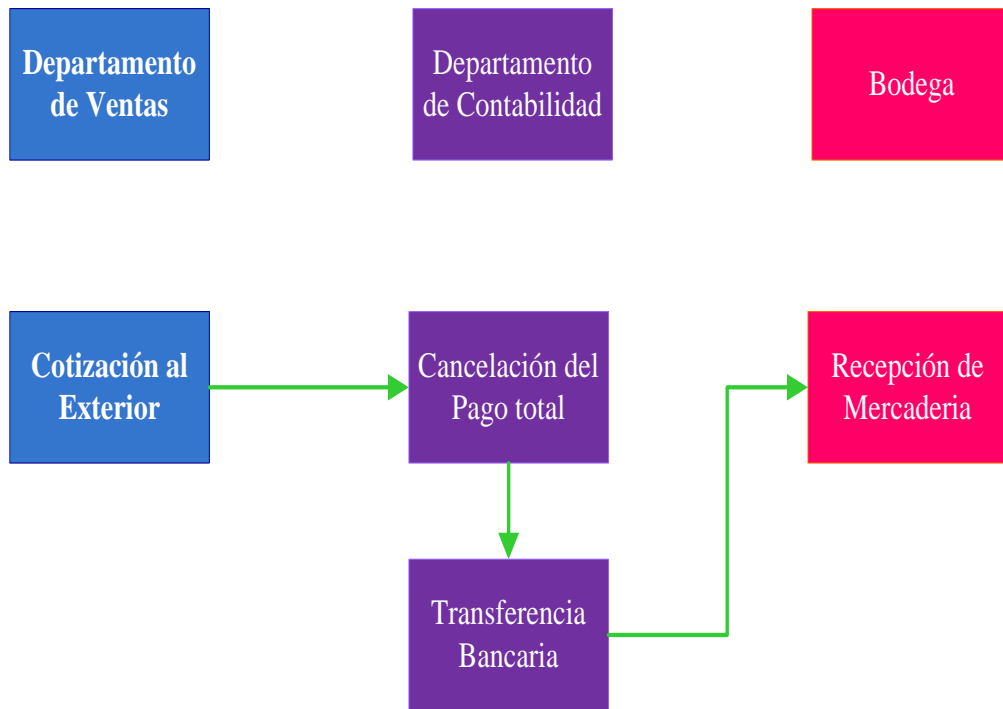 Departamento
de Ventas
Departamento
de Contabilidad
Bodega
Cotización al
Exterior
Cancelación del
Pago total
Recepción de
Mercaderia
Transferencia
Bancaria